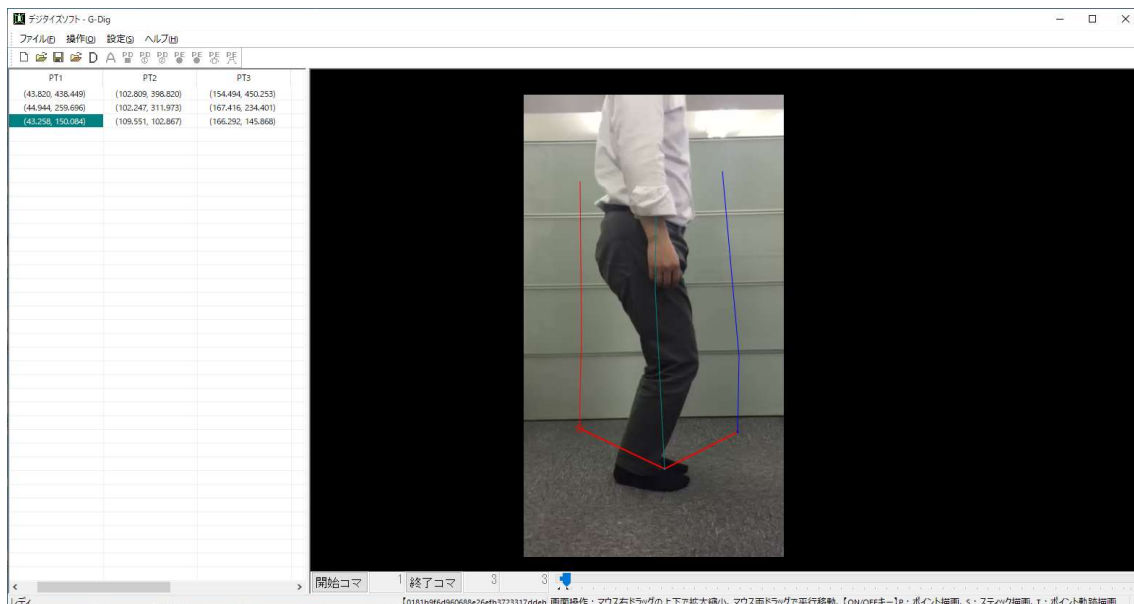 デジタイズソフト - G-Dig
ファイル(F) 操作(O) 設定(S) ヘルプ(H)
D A PD PD PD PE PE PE PE
PT1 PT2 PT3
(43.820, 438.449) (102.809, 398.820) (154.494, 450.253)
(44.944, 259.696) (102.247, 311.973) (167.416, 234.401)
(43.258, 150.084) (109.551, 102.867) (166.292, 145.868)
開始コマ 1 終了コマ 3 3
レディ 画面操作：マウス右ドラッグの上下で拡大縮小、マウス両ドラッグで平行移動、【ON/OFFキー】P：ポイント描画, S：スティック描画, T：ポイント軌跡描画